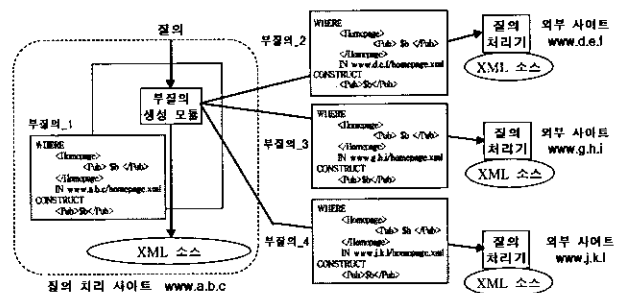 질의
부질의
생성 모듈
부질의_1
WHERE
<Homepage>
<Pub> $b </Pub>
</Homepage>
IN www.a.b.c/homepage.xml
CONSTRUCT
<Pub>$b</Pub>
XML 소스
질의 처리 사이트 www.a.b.c
부질의_2
WHERE
<Homepage>
<Pub> $b </Pub>
</Homepage>
IN www.d.e.f/homepage.xml
CONSTRUCT
<Pub>$b</Pub>
질의
처리기
XML 소스
외부 사이트
www.d.e.f
부질의_3
WHERE
<Homepage>
<Pub> $b </Pub>
</Homepage>
IN www.g.h.i/homepage.xml
CONSTRUCT
<Pub>$b</Pub>
질의
처리기
XML 소스
외부 사이트
www.g.h.i
부질의_4
WHERE
<Homepage>
<Pub> $b </Pub>
</Homepage>
IN www.j.k.l/homepage.xml
CONSTRUCT
<Pub>$b</Pub>
질의
처리기
XML 소스
외부 사이트
www.j.k.l